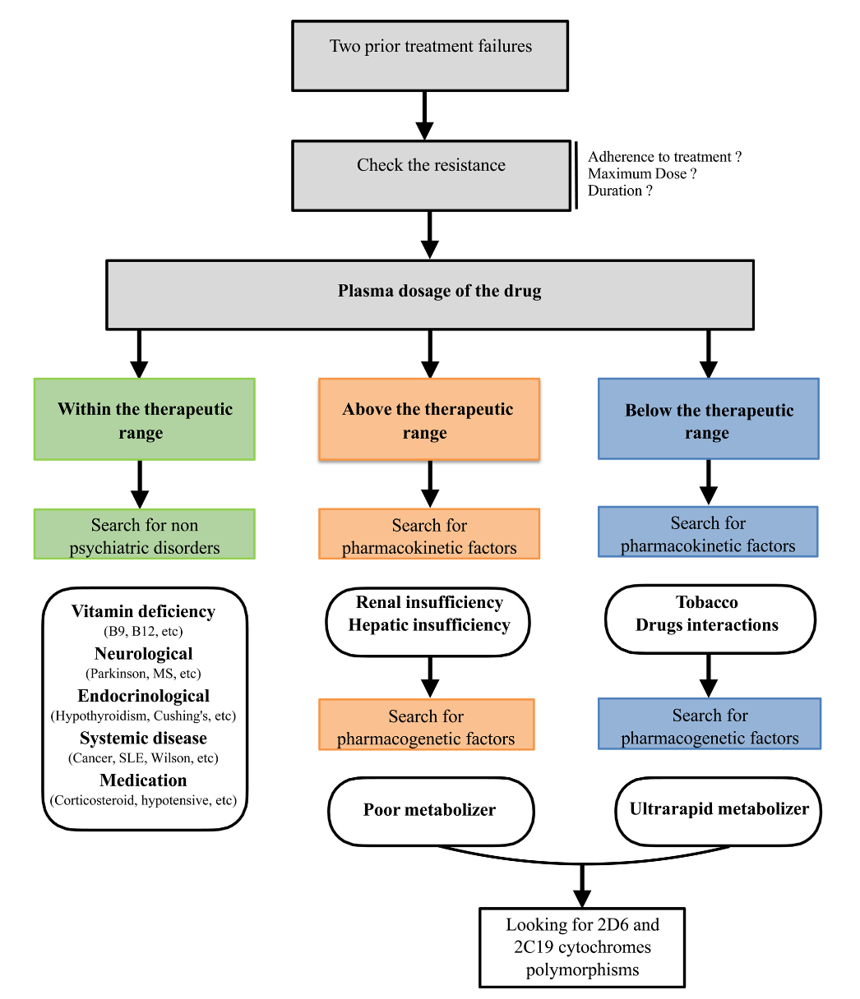 Two prior treatment failures
Check the resistance
Adherence to treatment ?
Maximum Dose ?
Duration ?
Plasma dosage of the drug
Within the therapeutic
range
Above the therapeutic
range
Below the therapeutic
range
Search for non
psychiatric disorders
Search for
pharmacokinetic factors
Search for
pharmacokinetic factors
Vitamin deficiency
(B9, B12, etc)
Neurological
(Parkinson, MS, etc)
Endocrinological
(Hypothyroidism, Cushing's, etc)
Systemic disease
(Cancer, SLE, Wilson, etc)
Medication
(Corticosteroid, hypotensive, etc)
Renal insufficiency
Hepatic insufficiency
Tobacco
Drugs interactions
Search for
pharmacogenetic factors
Search for
pharmacogenetic factors
Poor metabolizer
Ultrarapid metabolizer
Looking for 2D6 and
2C19 cytochromes
polymorphisms